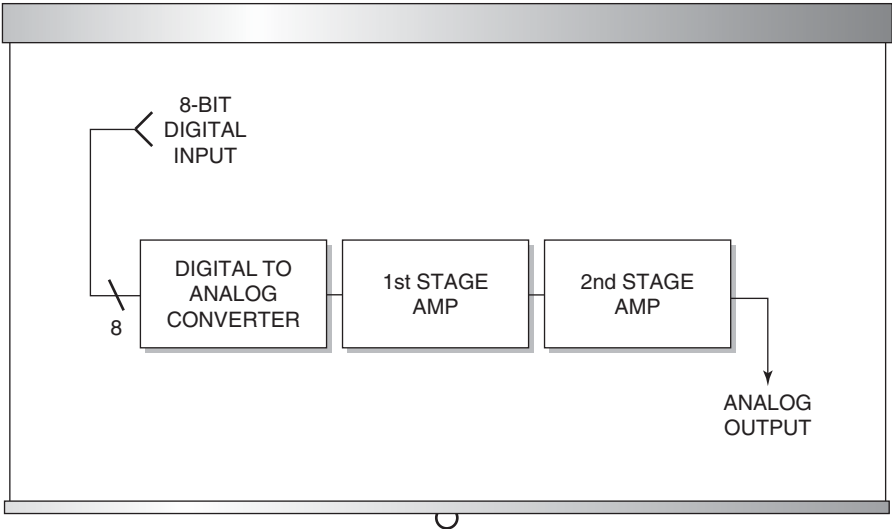 8-BIT
DIGITAL
INPUT
8
DIGITAL TO
ANALOG
CONVERTER
1st STAGE
AMP
2nd STAGE
AMP
ANALOG
OUTPUT